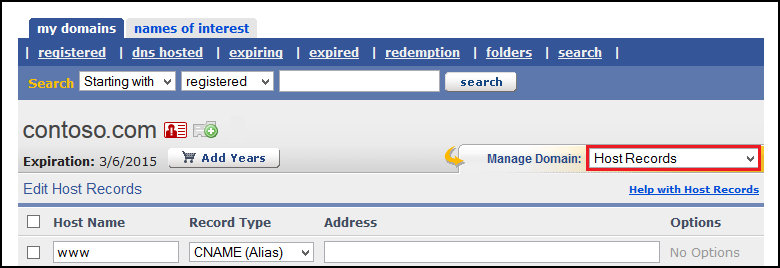 my domains names of interest
| registered | dns hosted | expiring | expired | redemption | folders | search |
Search Starting with registered search
contoso.com
Expiration: 3/6/2015 Add Years Manage Domain: Host Records
Edit Host Records Help with Host Records
Host Name Record Type Address Options
www CNAME (Alias) No Options